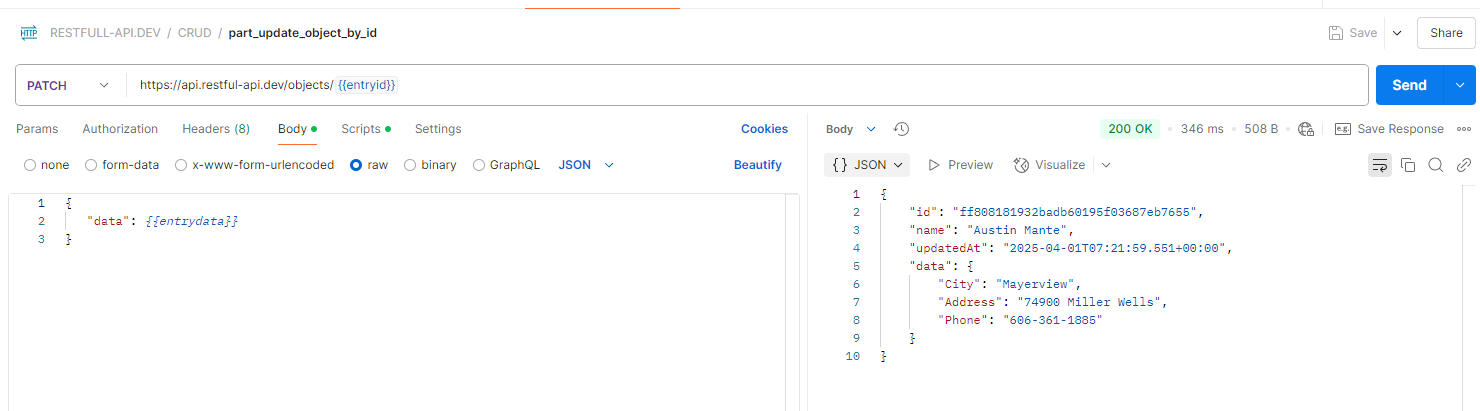 HTTP RESTFULL-API.DEV / CRUD / part_update_object_by_id Save Share
PATCH https://api.restful-api.dev/objects/ {{entryid}} Send
Params Authorization Headers (8) Body Scripts Settings Cookies
none form-data x-www-form-urlencoded raw binary GraphQL JSON Beautify
1 {
2 "data": {{entrydata}}
3 }
Body 200 OK 346 ms 508 B e.g. Save Response
{} JSON Preview Visualize
1 {
2 "id": "ff808181932badb60195f03687eb7655",
3 "name": "Austin Mante",
4 "updatedAt": "2025-04-01T07:21:59.551+00:00",
5 "data": {
6 "City": "Mayerview",
7 "Address": "74900 Miller Wells",
8 "Phone": "606-361-1885"
9 }
10 }